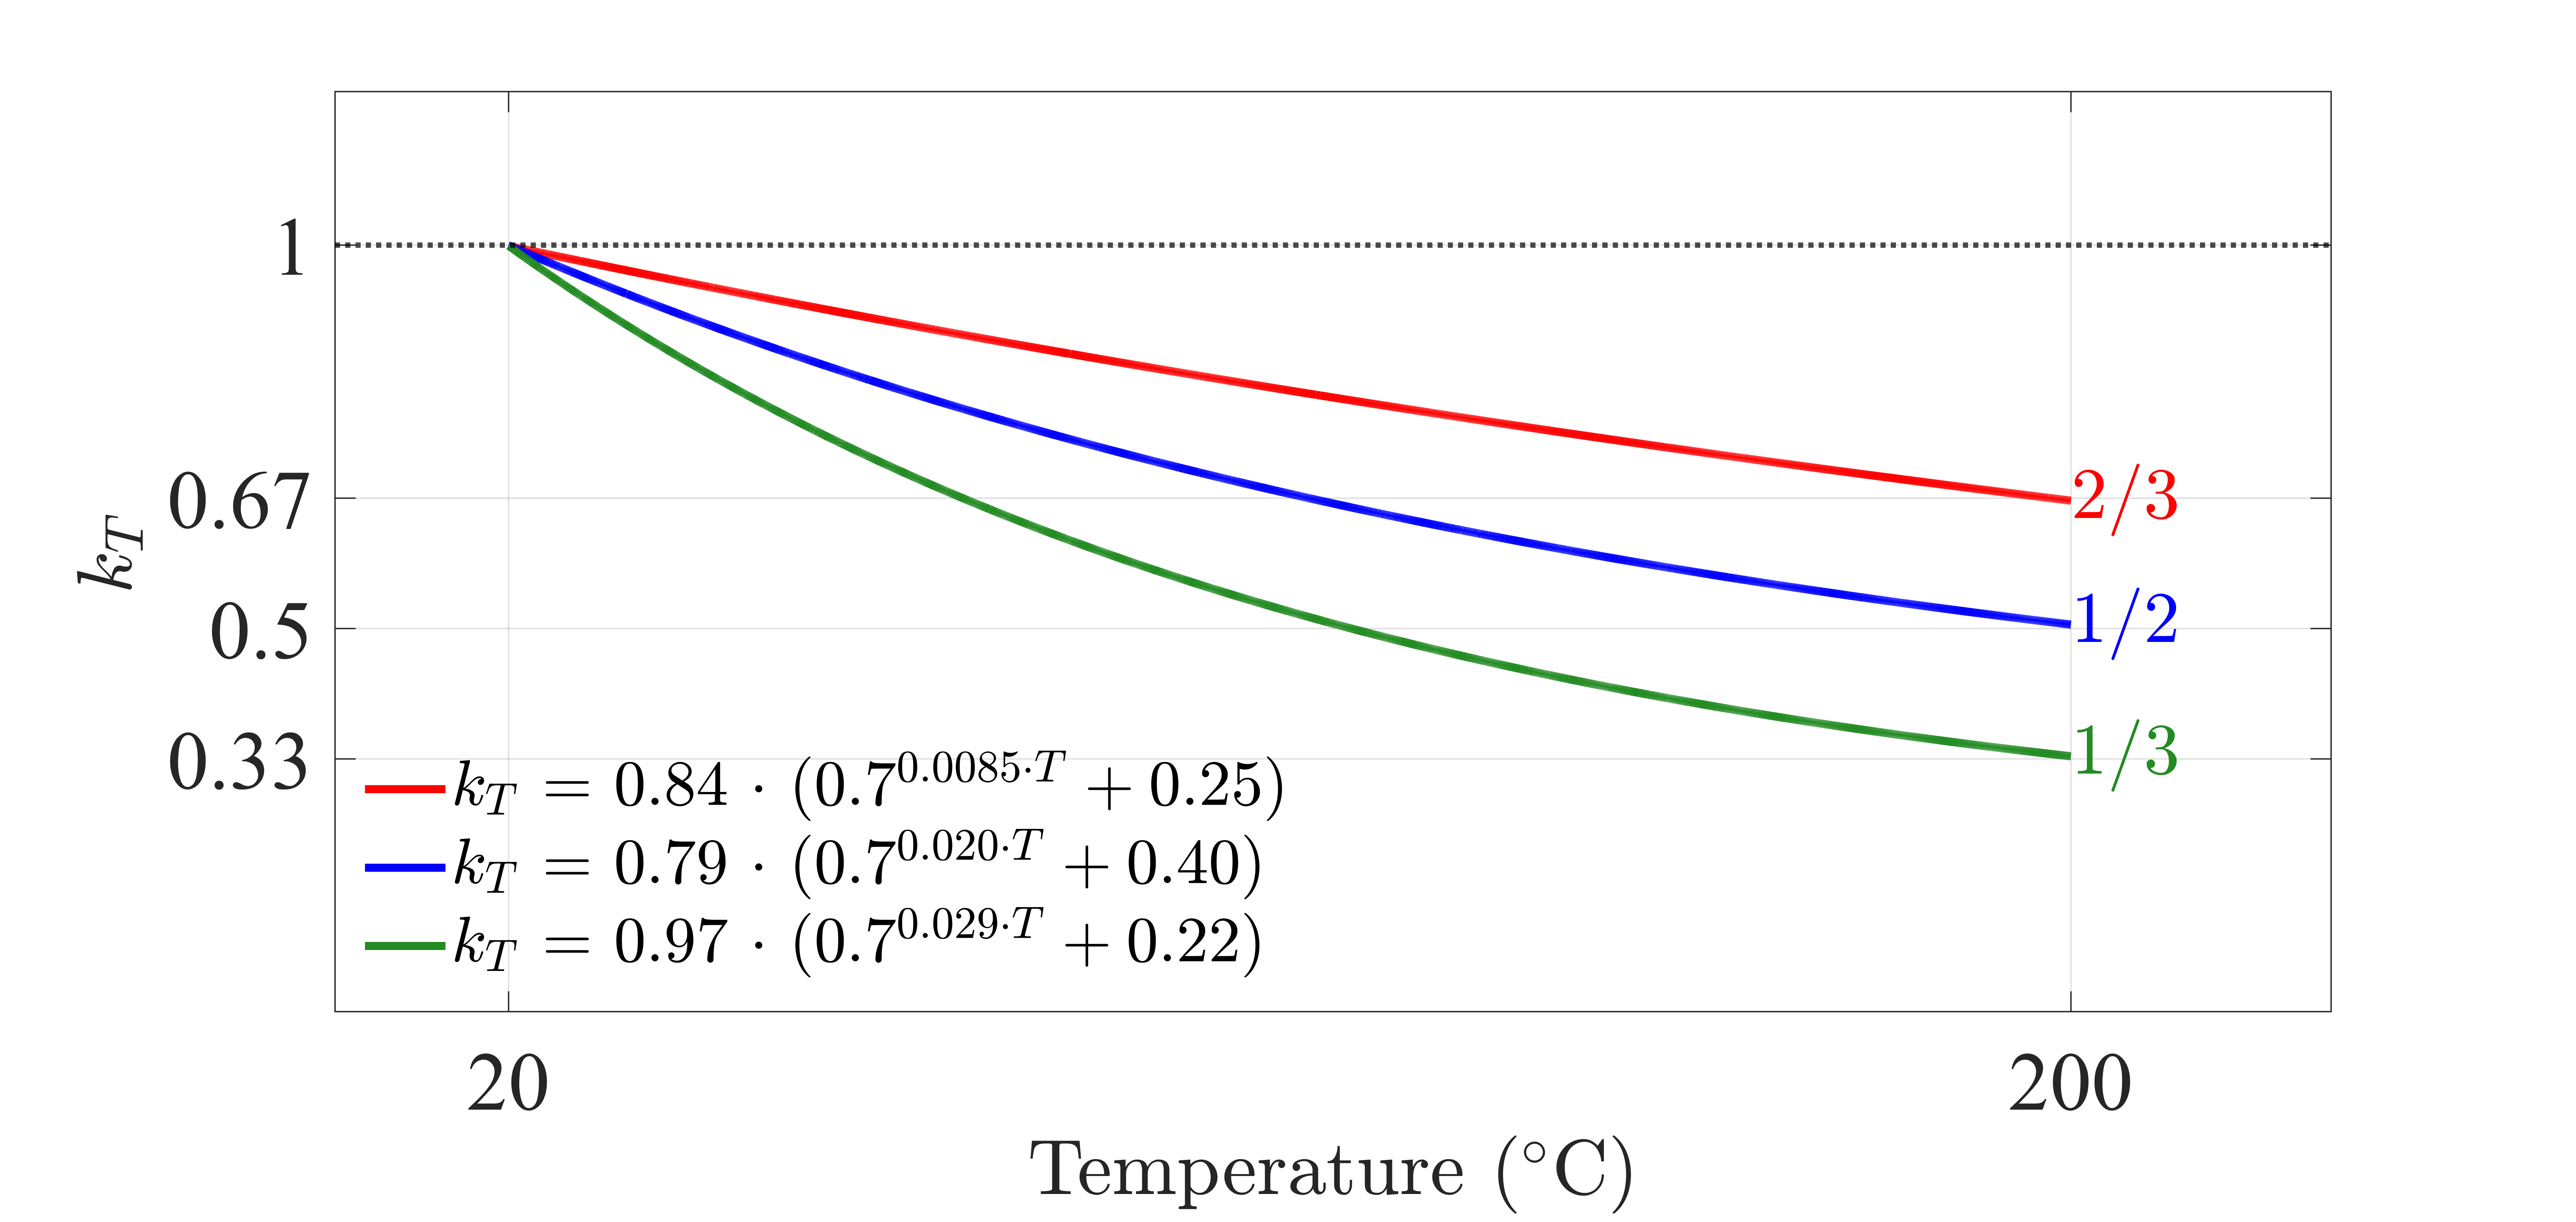 1
0.67
0.5
0.33
k_T
2/3
1/2
1/3
k_T = 0.84 · (0.7^{0.0085·T} + 0.25)
k_T = 0.79 · (0.7^{0.020·T} + 0.40)
k_T = 0.97 · (0.7^{0.029·T} + 0.22)
20
200
Temperature (°C)